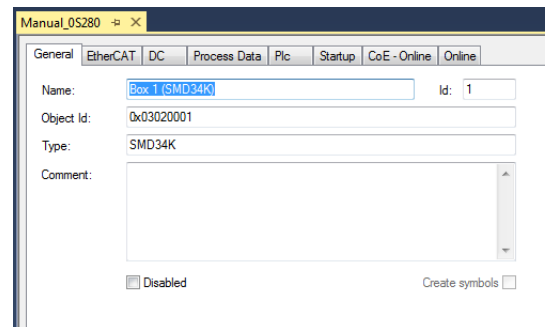 Manual_0S280
General EtherCAT DC Process Data Plc Startup CoE - Online Online
Name: Box 1 (SMD34K) Id: 1
Object Id: 0x03020001
Type: SMD34K
Comment:
Disabled Create symbols